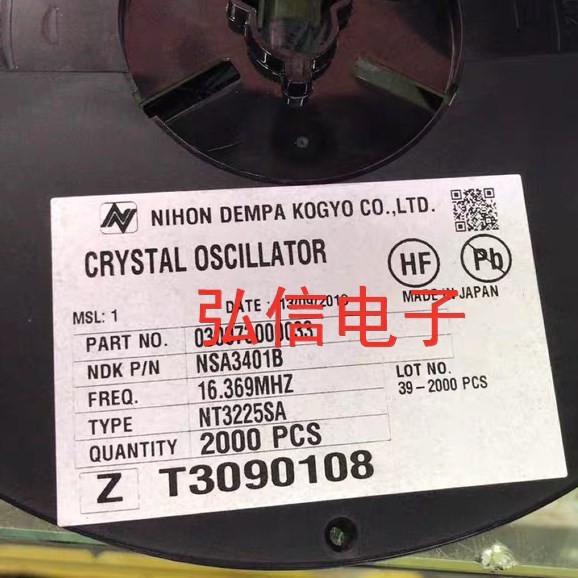 NIHON DEMPA KOGYO CO.,LTD.
CRYSTAL OSCILLATOR
HF
Pb
MADE IN JAPAN
MSL: 1
DATE
弘信电子
PART NO.
NDK P/N NSA3401B
FREQ. 16.369MHZ
TYPE NT3225SA
QUANTITY 2000 PCS
LOT NO.
39-2000 PCS
Z T3090108